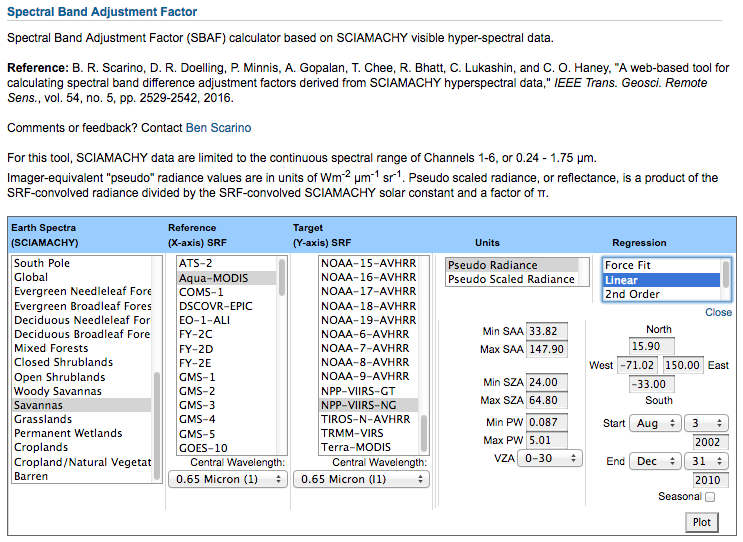 Spectral Band Adjustment Factor
Spectral Band Adjustment Factor (SBAF) calculator based on SCIAMACHY visible hyper-spectral data.
Reference: B. R. Scarino, D. R. Doelling, P. Minnis, A. Gopalan, T. Chee, R. Bhatt, C. Lukashin, and C. O. Haney, "A web-based tool for
calculating spectral band difference adjustment factors derived from SCIAMACHY hyperspectral data," IEEE Trans. Geosci. Remote
Sens., vol. 54, no. 5, pp. 2529-2542, 2016.
Comments or feedback? Contact Ben Scarino
For this tool, SCIAMACHY data are limited to the continuous spectral range of Channels 1-6, or 0.24 - 1.75 µm.
Imager-equivalent "pseudo" radiance values are in units of Wm-2 µm-1 sr-1. Pseudo scaled radiance, or reflectance, is a product of the
SRF-convolved radiance divided by the SRF-convolved SCIAMACHY solar constant and a factor of π.
Earth Spectra
(SCIAMACHY)
South Pole
Global
Evergreen Needleleaf Fore
Evergreen Broadleaf Fores
Deciduous Needleleaf For
Deciduous Broadleaf Fore
Mixed Forests
Closed Shrublands
Open Shrublands
Woody Savannas
Savannas
Grasslands
Permanent Wetlands
Croplands
Cropland/Natural Vegetat
Barren
Reference
(X-axis) SRF
ATS-2
Aqua-MODIS
COMS-1
DSCOVR-EPIC
EO-1-ALI
FY-2C
FY-2D
FY-2E
GMS-1
GMS-2
GMS-3
GMS-4
GMS-5
GOES-10
Central Wavelength:
0.65 Micron (1)
Target
(Y-axis) SRF
NOAA-15-AVHRR
NOAA-16-AVHRR
NOAA-17-AVHRR
NOAA-18-AVHRR
NOAA-19-AVHRR
NOAA-6-AVHRR
NOAA-7-AVHRR
NOAA-8-AVHRR
NOAA-9-AVHRR
NPP-VIIRS-GT
NPP-VIIRS-NG
TIROS-N-AVHRR
TRMM-VIRS
Terra-MODIS
Central Wavelength:
0.65 Micron (I1)
Units
Pseudo Radiance
Pseudo Scaled Radiance
Min SAA 33.82
Max SAA 147.90
Min SZA 24.00
Max SZA 64.80
Min PW 0.087
Max PW 5.01
VZA 0-30
Regression
Force Fit
Linear
2nd Order
Close
North
15.90
West -71.02 150.00 East
-33.00
South
Start Aug 3
2002
End Dec 31
2010
Seasonal
Plot